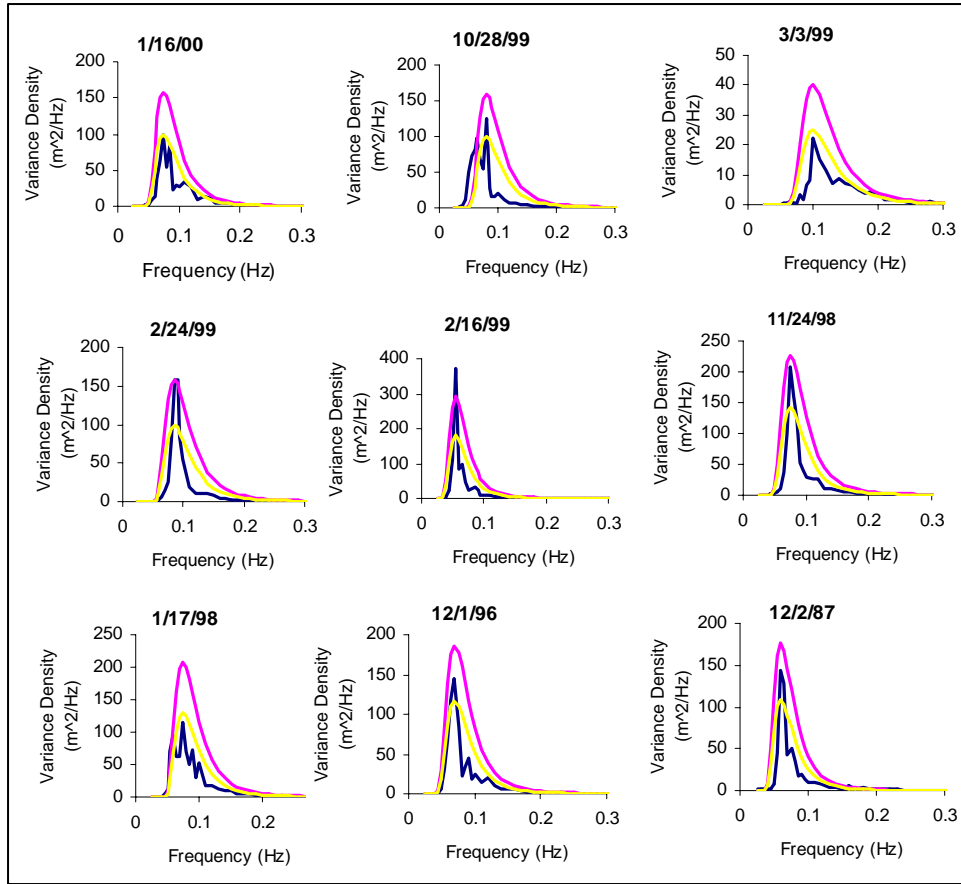 1/16/00
Variance Density
(m^2/Hz)
200
150
100
50
0
0 0.1 0.2 0.3
Frequency (Hz)
10/28/99
Variance Density
(m^2/Hz)
200
150
100
50
0
0 0.1 0.2 0.3
Frequency (Hz)
3/3/99
Variance Density
(m^2/Hz)
50
40
30
20
10
0
0 0.1 0.2 0.3
Frequency (Hz)
2/24/99
Variance Density
(m^2/Hz)
200
150
100
50
0
0 0.1 0.2 0.3
Frequency (Hz)
2/16/99
Variance Density
(m^2/Hz)
400
300
200
100
0
0 0.1 0.2 0.3
Frequency (Hz)
11/24/98
Variance Density
(m^2/Hz)
250
200
150
100
50
0
0 0.1 0.2 0.3
Frequency (Hz)
1/17/98
Variance Density
(m^2/Hz)
250
200
150
100
50
0
0 0.1 0.2
Frequency (Hz)
12/1/96
Variance Density
(m^2/Hz)
200
150
100
50
0
0 0.1 0.2 0.3
Frequency (Hz)
12/2/87
Variance Density
(m^2/Hz)
200
150
100
50
0
0 0.1 0.2 0.3
Frequency (Hz)